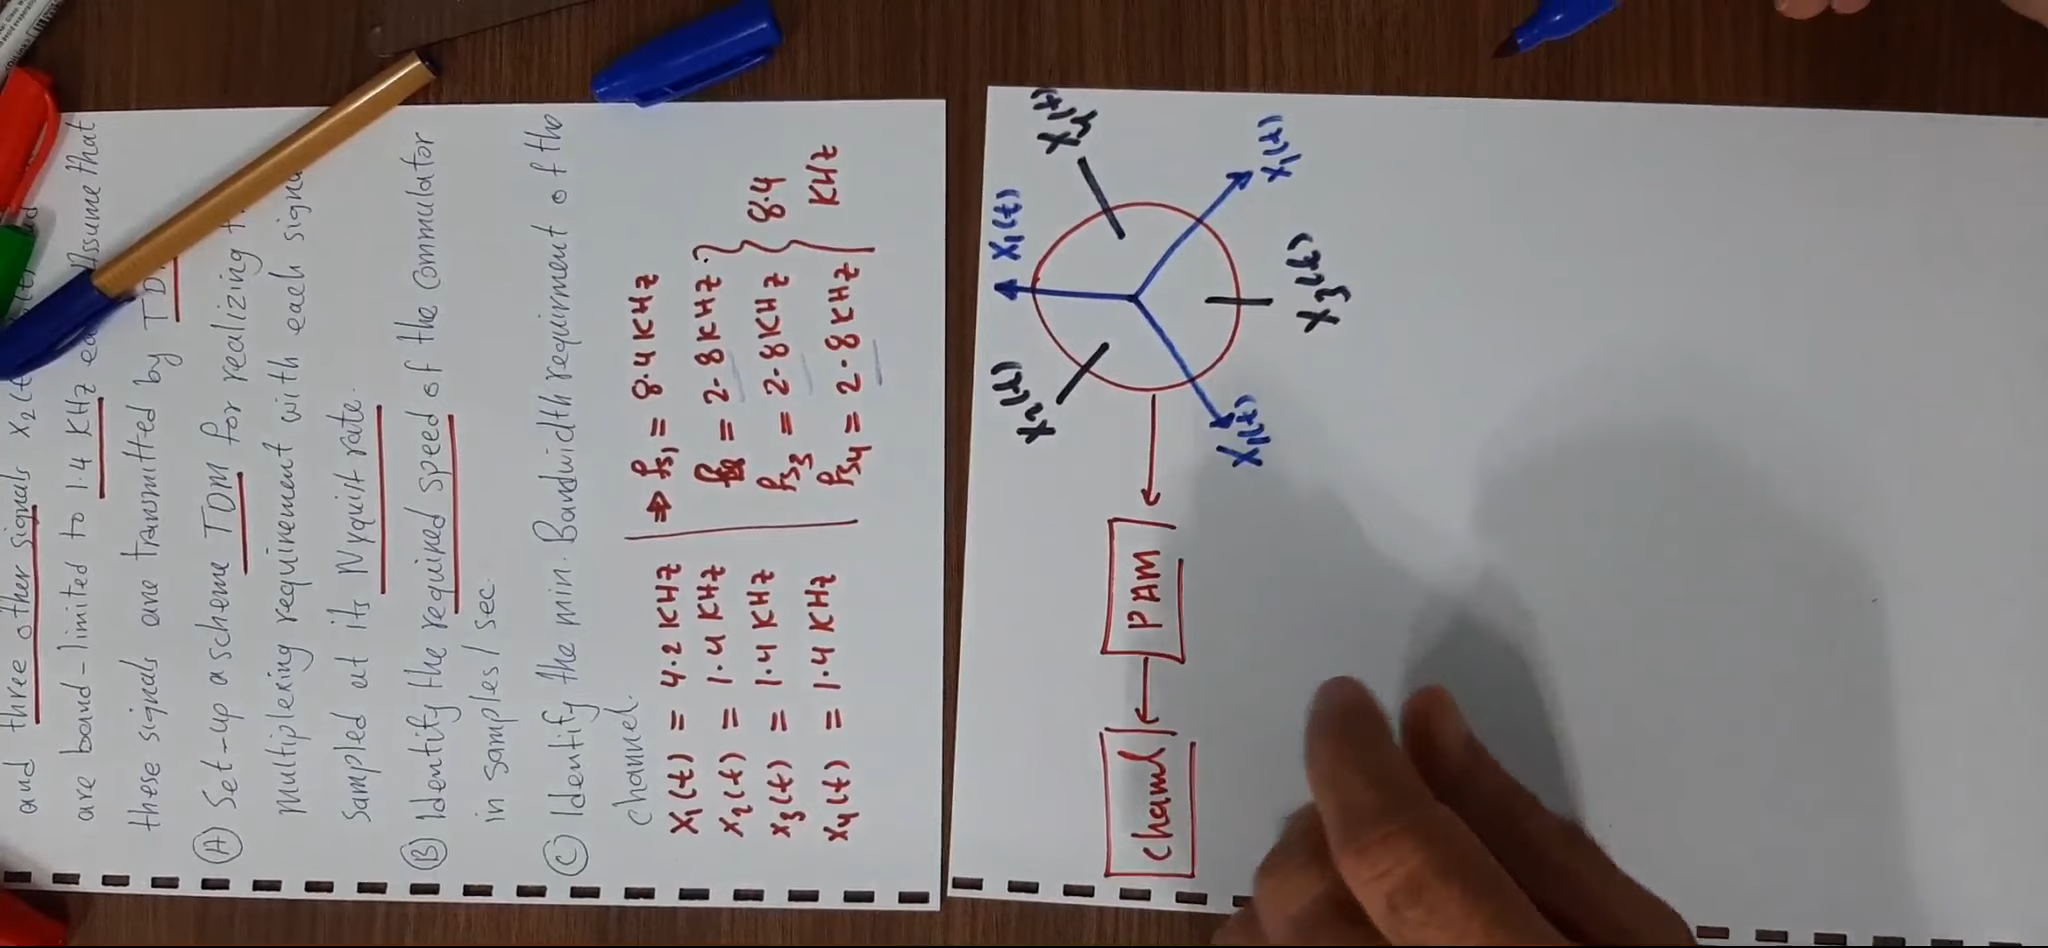 and three other signals x2(t)
are band-limited to 1.4 KHz Assume that
these signals are transmitted by TD
(A) Set-up a scheme TDM for realizing
multiplexing requirement with each signa
sampled at its Nyquist rate.
(B) Identify the required speed of the commulator
in samples/sec.
(C) Identify the min. Bandwidth requirment of the
channel.
x1(t) = 4.2 KHz ⇒ fs1 = 8.4 KHz
x2(t) = 1.4 KHz = 2.8 KHz
x3(t) = 1.4 KHz fs3 = 2.8 KHz
x4(t) = 1.4 KHz fs4 = 2.8 KHz
8.4
KHz
x4(t)
x1(t)
x1(t)
x2(t)
x3(t)
x1(t)
PAM
channel